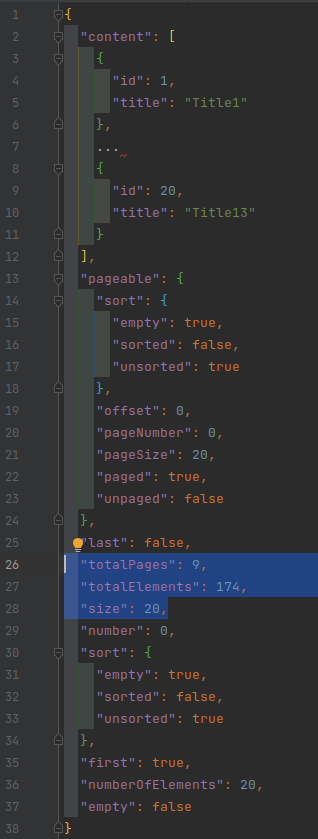 1 {
2 "content": [
3 {
4 "id": 1,
5 "title": "Title1"
6 },
7 ...
8 {
9 "id": 20,
10 "title": "Title13"
11 }
12 ],
13 "pageable": {
14 "sort": {
15 "empty": true,
16 "sorted": false,
17 "unsorted": true
18 },
19 "offset": 0,
20 "pageNumber": 0,
21 "pageSize": 20,
22 "paged": true,
23 "unpaged": false
24 },
25 "last": false,
26 "totalPages": 9,
27 "totalElements": 174,
28 "size": 20,
29 "number": 0,
30 "sort": {
31 "empty": true,
32 "sorted": false,
33 "unsorted": true
34 },
35 "first": true,
36 "numberOfElements": 20,
37 "empty": false
38 }